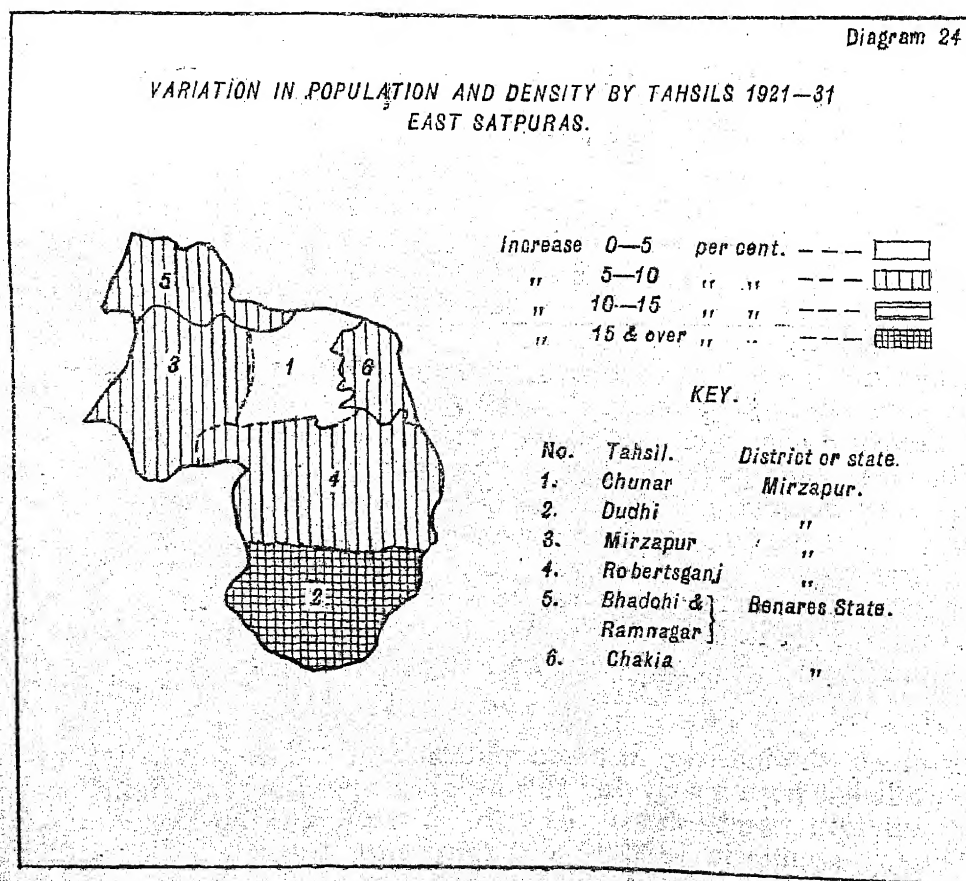 Diagram 24
VARIATION IN POPULATION AND DENSITY BY TAHSILS 1921—31
EAST SATPURAS.
Increase 0—5 per cent. - - -
" 5—10 " " - - -
" 10—15 " " - - -
" 15 & over " " - - -
KEY.
No. Tahsil. District or state.
1. Chunar Mirzapur.
2. Dudhi "
3. Mirzapur "
4. Robertsganj "
5. Bhadohi & } Benares State.
Ramnagar
6. Chakia "
5
3 1 6
4
2